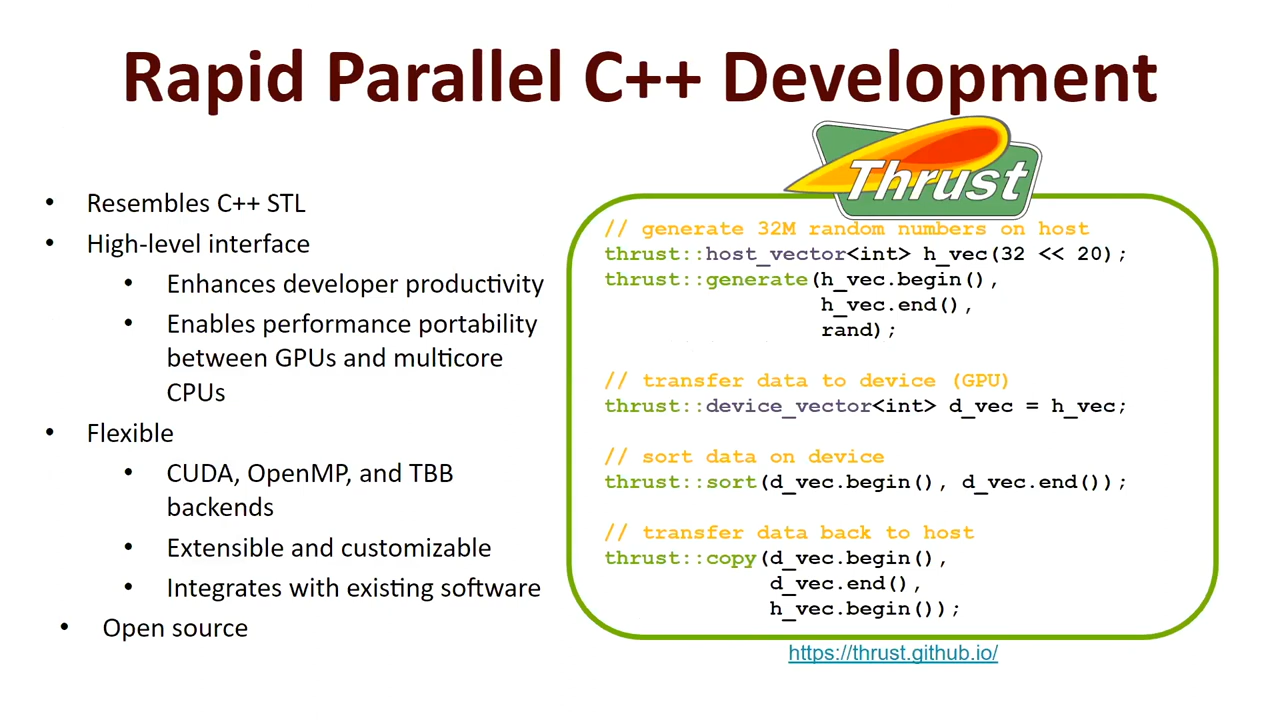 Rapid Parallel C++ Development
Thrust
• Resembles C++ STL
• High-level interface
• Enhances developer productivity
• Enables performance portability
between GPUs and multicore
CPUs
• Flexible
• CUDA, OpenMP, and TBB
backends
• Extensible and customizable
• Integrates with existing software
• Open source
// generate 32M random numbers on host
thrust::host_vector<int> h_vec(32 << 20);
thrust::generate(h_vec.begin(),
h_vec.end(),
rand);
// transfer data to device (GPU)
thrust::device_vector<int> d_vec = h_vec;
// sort data on device
thrust::sort(d_vec.begin(), d_vec.end());
// transfer data back to host
thrust::copy(d_vec.begin(),
d_vec.end(),
h_vec.begin());
https://thrust.github.io/